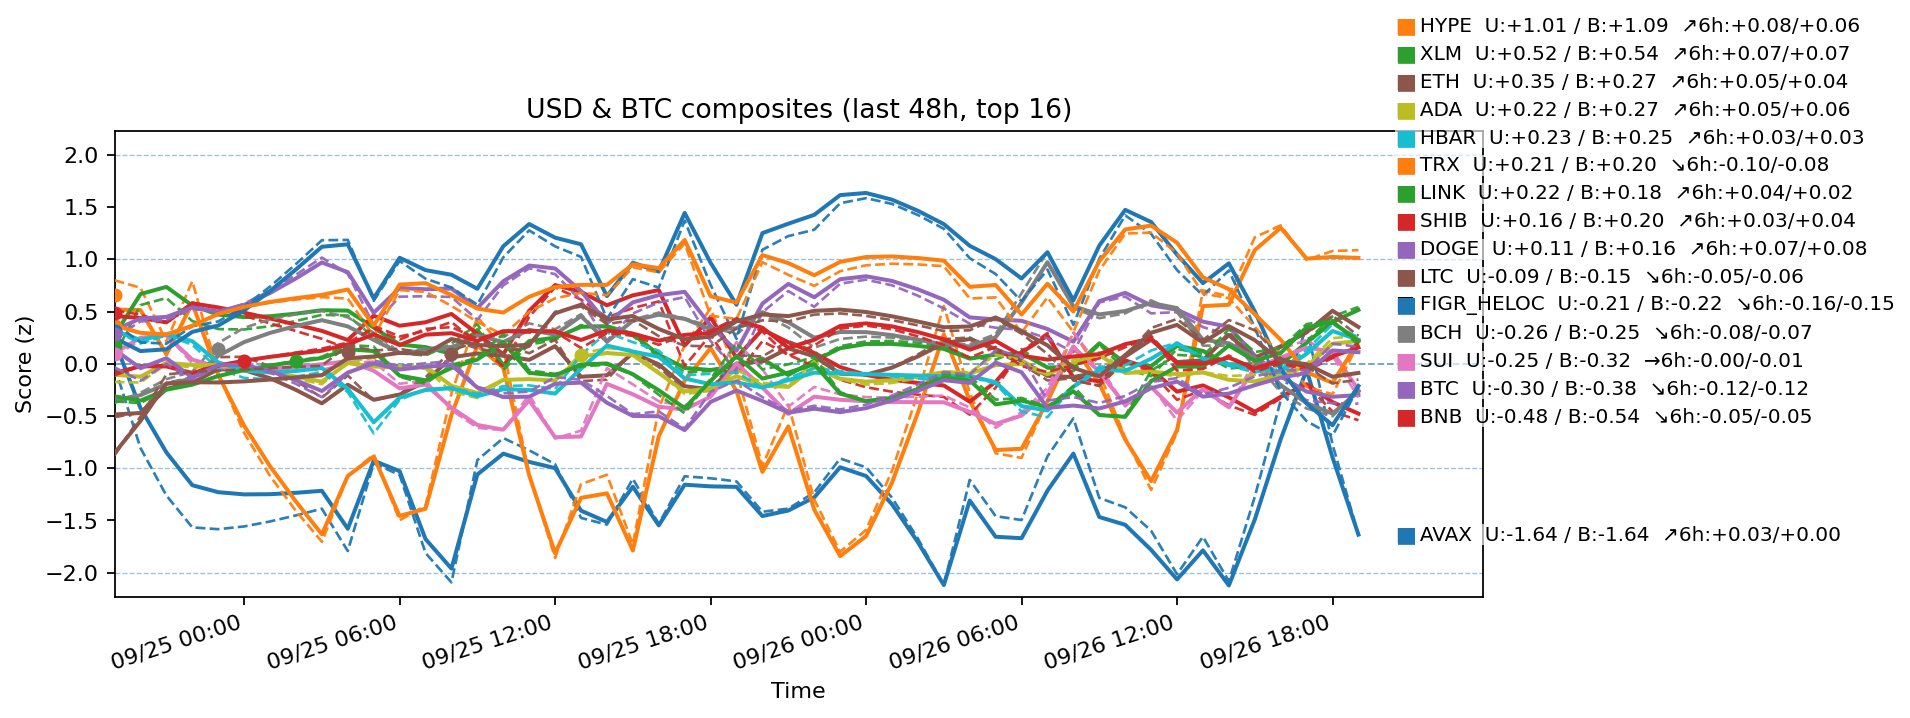 HYPE U:+1.01 / B:+1.09 ↗6h:+0.08/+0.06
XLM U:+0.52 / B:+0.54 ↗6h:+0.07/+0.07
ETH U:+0.35 / B:+0.27 ↗6h:+0.05/+0.04
ADA U:+0.22 / B:+0.27 ↗6h:+0.05/+0.06
HBAR U:+0.23 / B:+0.25 ↗6h:+0.03/+0.03
TRX U:+0.21 / B:+0.20 ↘6h:-0.10/-0.08
LINK U:+0.22 / B:+0.18 ↗6h:+0.04/+0.02
SHIB U:+0.16 / B:+0.20 ↗6h:+0.03/+0.04
DOGE U:+0.11 / B:+0.16 ↗6h:+0.07/+0.08
LTC U:-0.09 / B:-0.15 ↘6h:-0.05/-0.06
FIGR_HELOC U:-0.21 / B:-0.22 ↘6h:-0.16/-0.15
BCH U:-0.26 / B:-0.25 ↘6h:-0.08/-0.07
SUI U:-0.25 / B:-0.32 →6h:-0.00/-0.01
BTC U:-0.30 / B:-0.38 ↘6h:-0.12/-0.12
BNB U:-0.48 / B:-0.54 ↘6h:-0.05/-0.05
AVAX U:-1.64 / B:-1.64 ↗6h:+0.03/+0.00
USD & BTC composites (last 48h, top 16)
Score (z)
2.0
1.5
1.0
0.5
0.0
−0.5
−1.0
−1.5
−2.0
09/25 00:00
09/25 06:00
09/25 12:00
09/25 18:00
09/26 00:00
09/26 06:00
09/26 12:00
09/26 18:00
Time